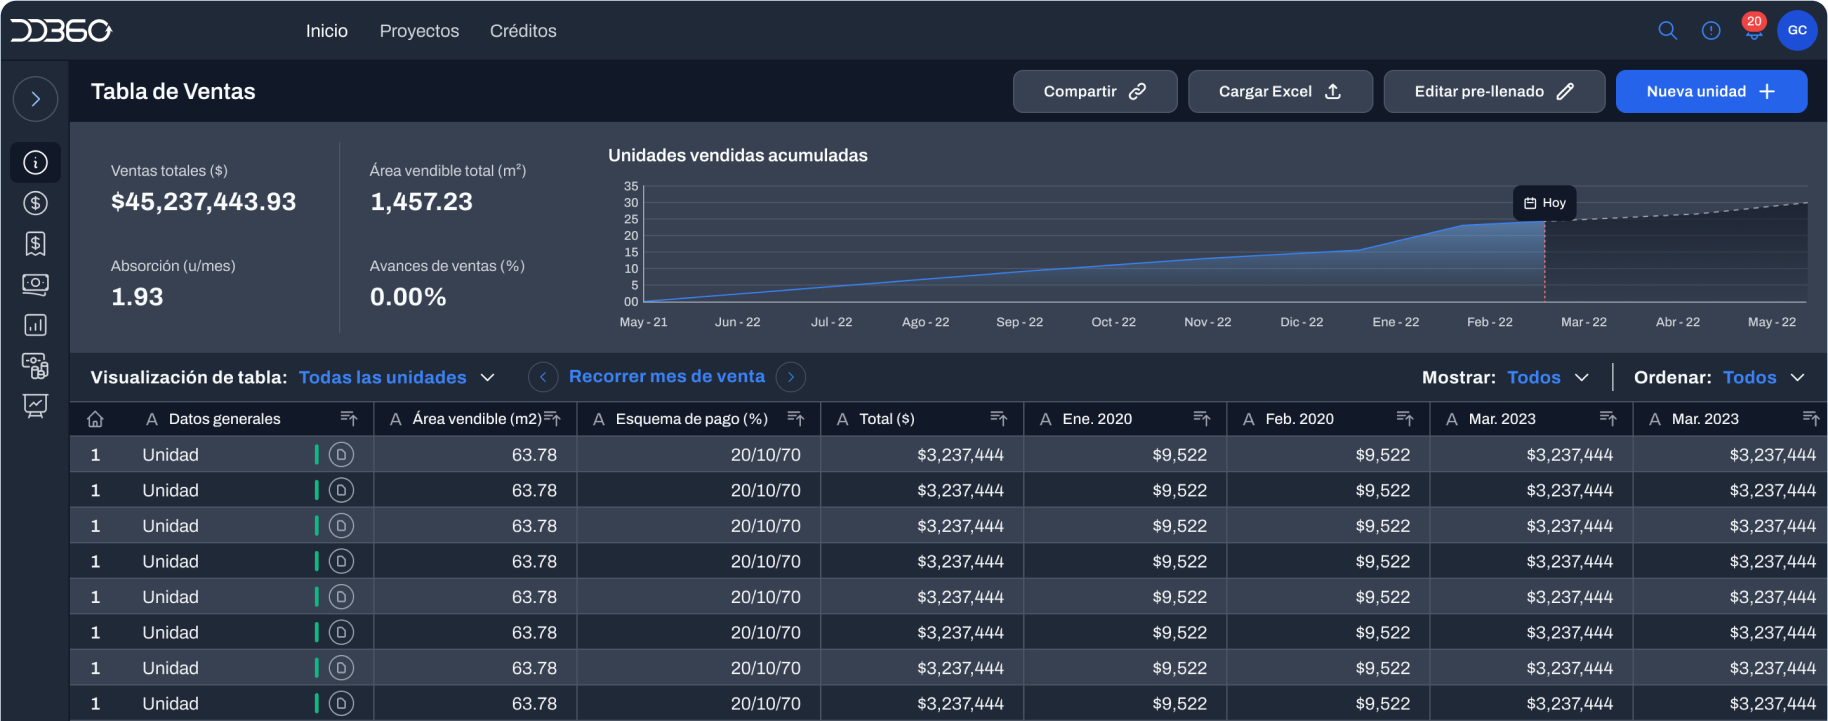 DD360
Inicio Proyectos Créditos
20
GC
Tabla de Ventas
Compartir
Cargar Excel
Editar pre-llenado
Nueva unidad
Ventas totales ($)
$45,237,443.93
Área vendible total (m²)
1,457.23
Absorción (u/mes)
1.93
Avances de ventas (%)
0.00%
Unidades vendidas acumuladas
35
30
25
20
15
10
5
00
Hoy
May - 21 Jun - 22 Jul - 22 Ago - 22 Sep - 22 Oct - 22 Nov - 22 Dic - 22 Ene - 22 Feb - 22 Mar - 22 Abr - 22 May - 22
Visualización de tabla: Todas las unidades
Recorrer mes de venta
Mostrar: Todos
Ordenar: Todos
A Datos generales A Área vendible (m2) A Esquema de pago (%) A Total ($) A Ene. 2020 A Feb. 2020 A Mar. 2023 A Mar. 2023
1 Unidad D 63.78 20/10/70 $3,237,444 $9,522 $9,522 $3,237,444 $3,237,444
1 Unidad D 63.78 20/10/70 $3,237,444 $9,522 $9,522 $3,237,444 $3,237,444
1 Unidad D 63.78 20/10/70 $3,237,444 $9,522 $9,522 $3,237,444 $3,237,444
1 Unidad D 63.78 20/10/70 $3,237,444 $9,522 $9,522 $3,237,444 $3,237,444
1 Unidad D 63.78 20/10/70 $3,237,444 $9,522 $9,522 $3,237,444 $3,237,444
1 Unidad D 63.78 20/10/70 $3,237,444 $9,522 $9,522 $3,237,444 $3,237,444
1 Unidad D 63.78 20/10/70 $3,237,444 $9,522 $9,522 $3,237,444 $3,237,444
1 Unidad D 63.78 20/10/70 $3,237,444 $9,522 $9,522 $3,237,444 $3,237,444